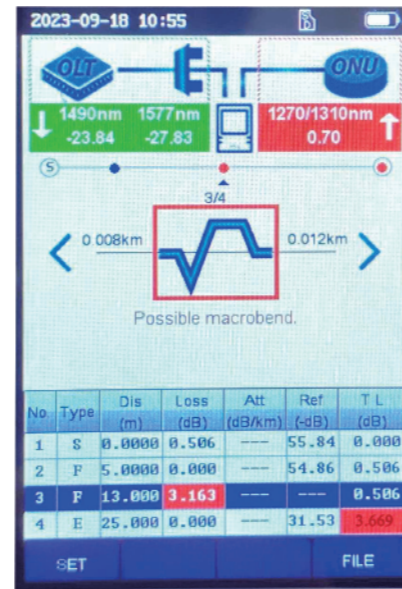 2023-09-18 10:55
OLT
ONU
1490nm 1577nm
-23.84 -27.83
1270/1310nm
0.70
S
3/4
0.008km
0.012km
Possible macrobend.
No. Type Dis (m) Loss (dB) Att (dB/km) Ref (-dB) T L (dB)
1 S 0.0000 0.506 --- 55.84 0.000
2 F 5.0000 0.000 --- 54.86 0.506
3 F 13.000 3.163 --- --- 0.506
4 E 25.000 0.000 --- 31.53 3.669
SET FILE